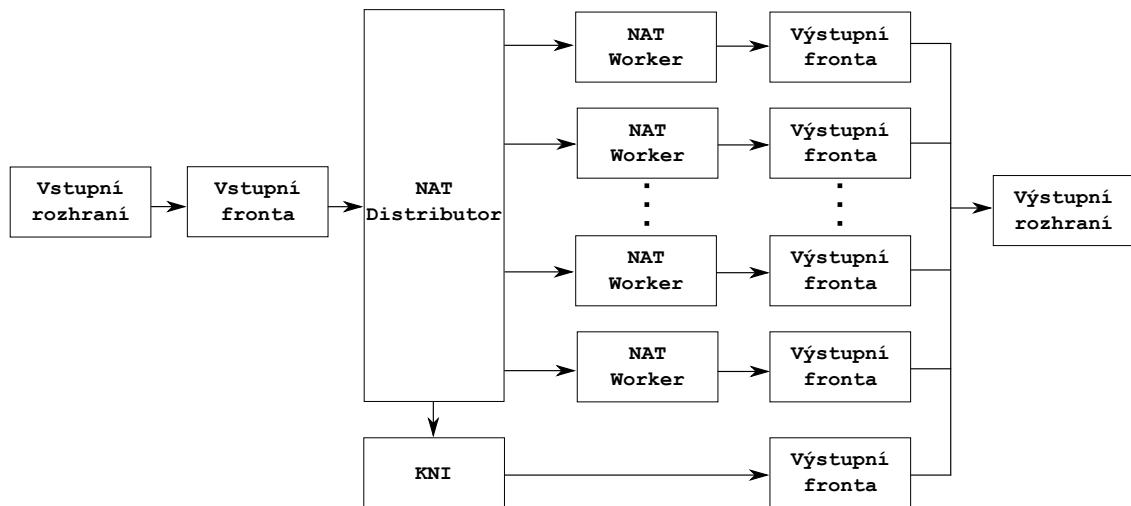 Vstupní
rozhraní
Vstupní
fronta
NAT
Distributor
NAT
Worker
Výstupní
fronta
NAT
Worker
Výstupní
fronta
NAT
Worker
Výstupní
fronta
NAT
Worker
Výstupní
fronta
KNI
Výstupní
fronta
Výstupní
rozhraní